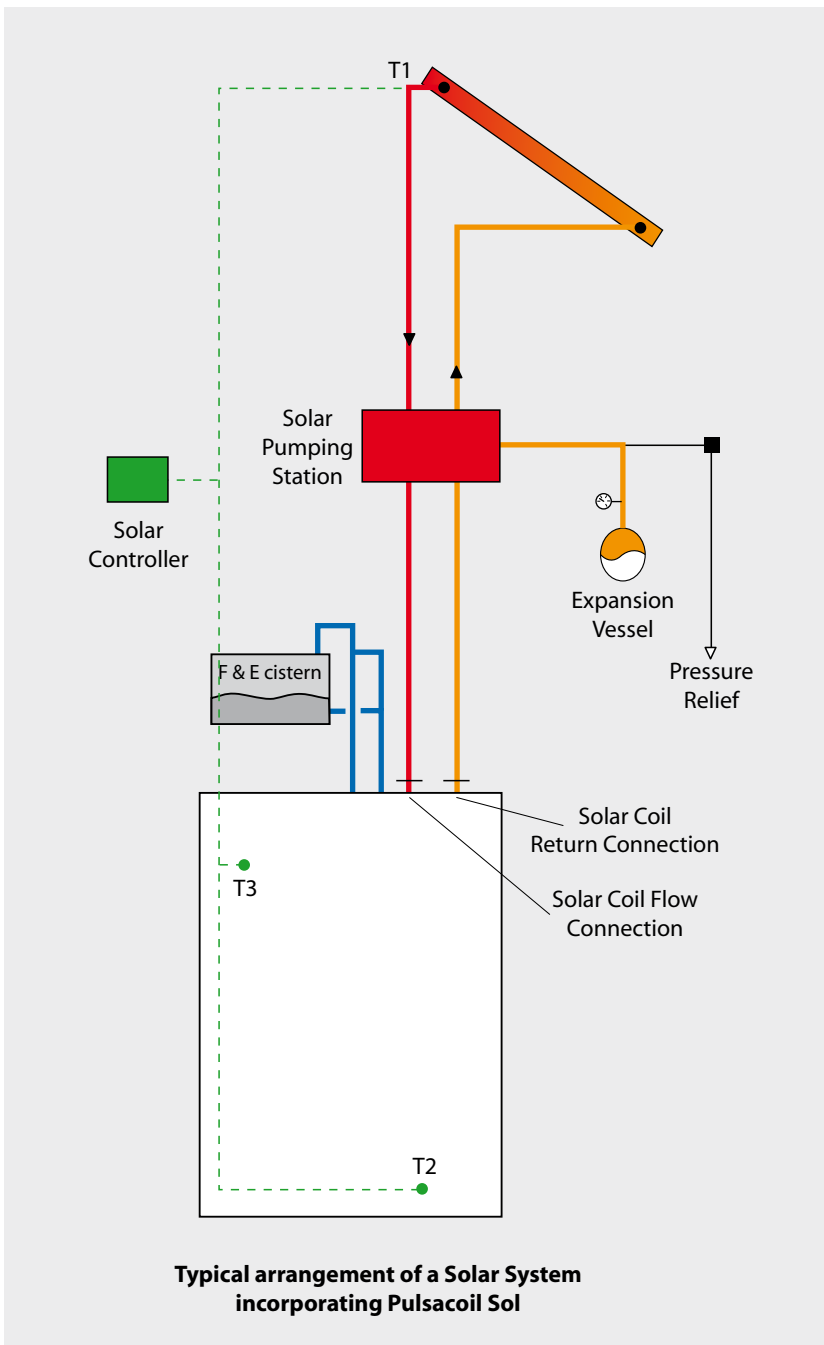 T1
Solar
Pumping
Station
Solar
Controller
Expansion
Vessel
Pressure
Relief
F & E cistern
Solar Coil
Return Connection
T3
Solar Coil Flow
Connection
T2
Typical arrangement of a Solar System
incorporating Pulsacoil Sol